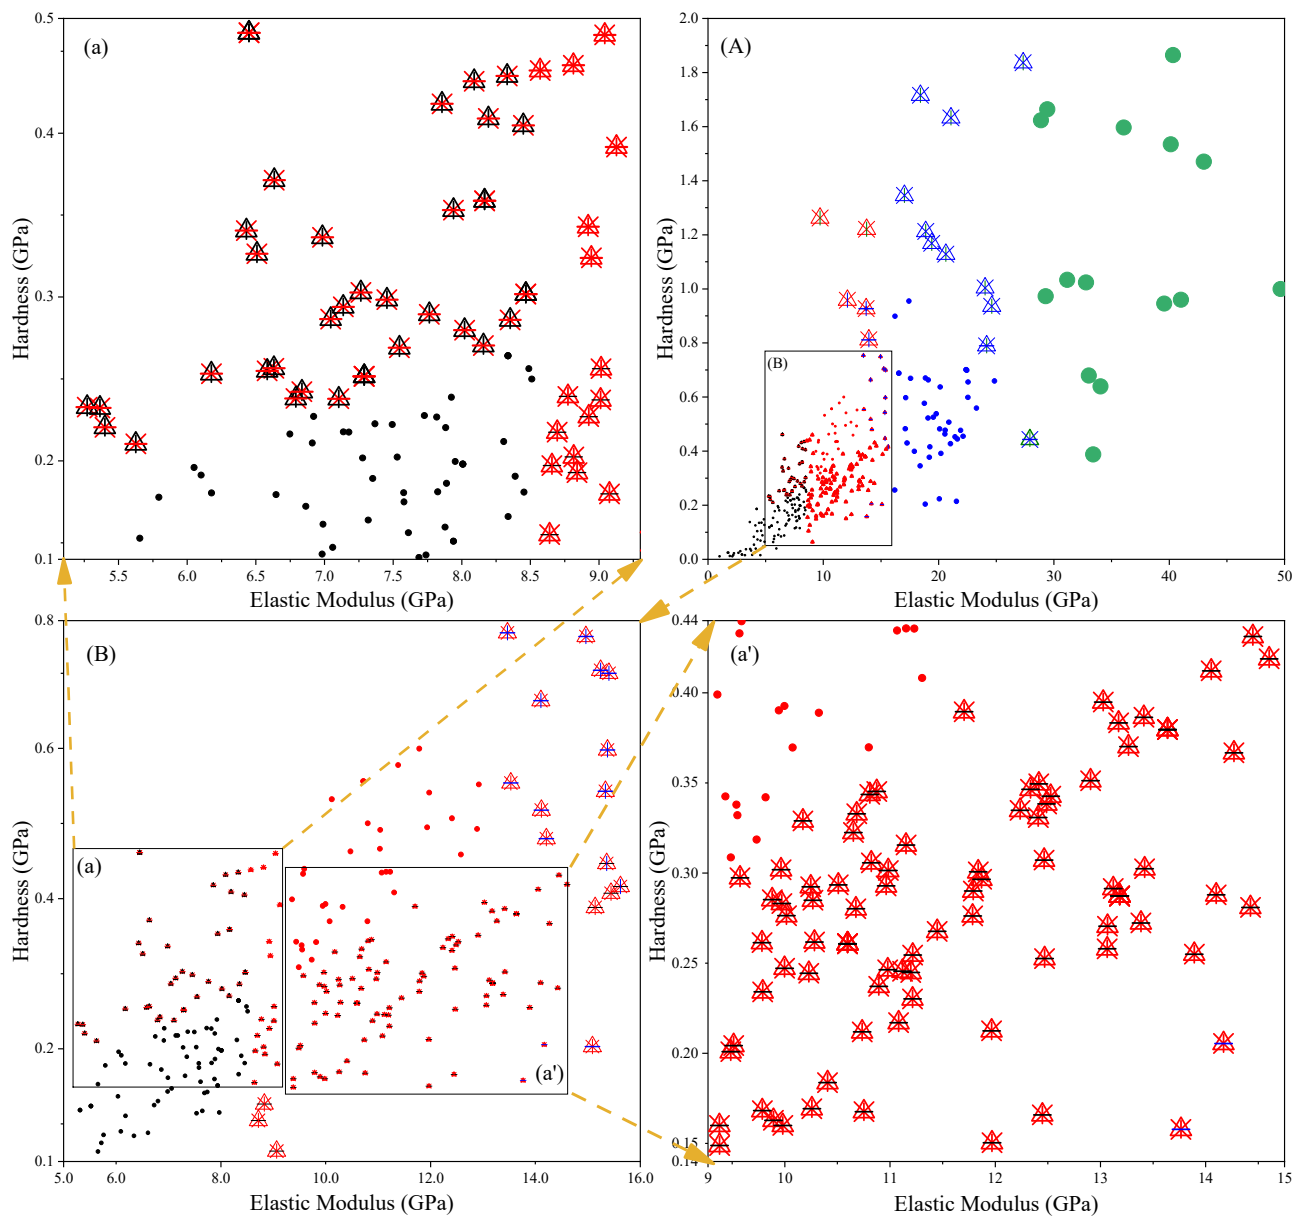 (a)
0.5
0.4
0.3
0.2
0.1
Hardness (GPa)
5.5 6.0 6.5 7.0 7.5 8.0 8.5 9.0
Elastic Modulus (GPa)
(A)
2.0
1.8
1.6
1.4
1.2
1.0
0.8
0.6
0.4
0.2
0.0
Hardness (GPa)
(B)
0 10 20 30 40 50
Elastic Modulus (GPa)
(B)
0.8
0.6
0.4
0.2
0.1
Hardness (GPa)
(a)
(a')
5.0 6.0 8.0 10.0 12.0 14.0 16.0
Elastic Modulus (GPa)
(a')
0.44
0.40
0.35
0.30
0.25
0.20
0.15
0.14
Hardness (GPa)
9 10 11 12 13 14 15
Elastic Modulus (GPa)